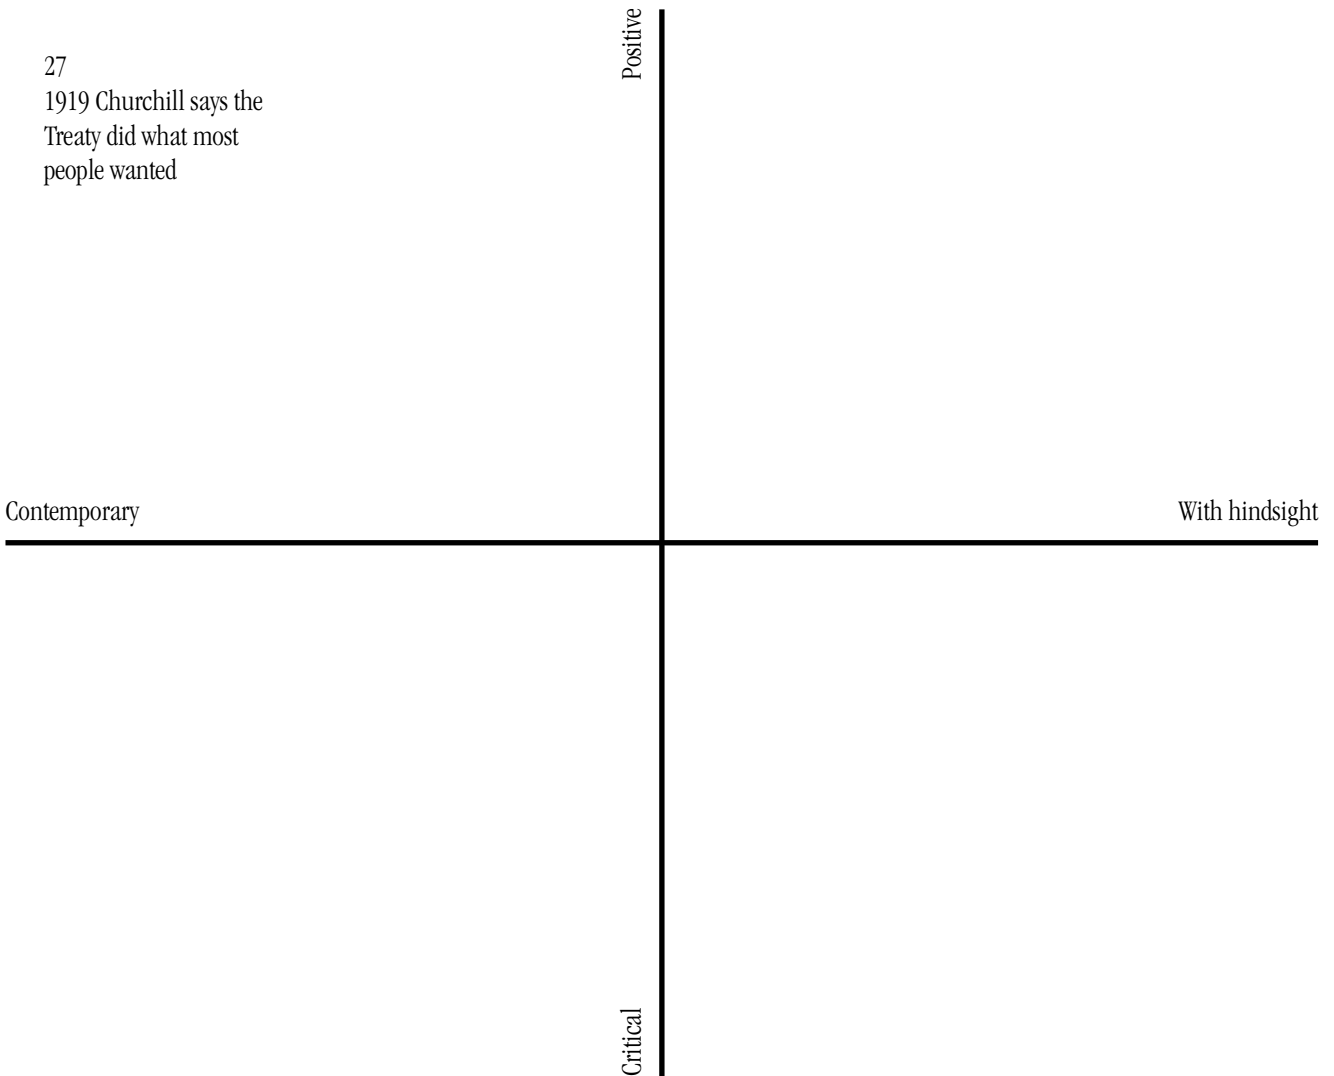 Positive
27
1919 Churchill says the
Treaty did what most
people wanted
Contemporary
With hindsight
Critical